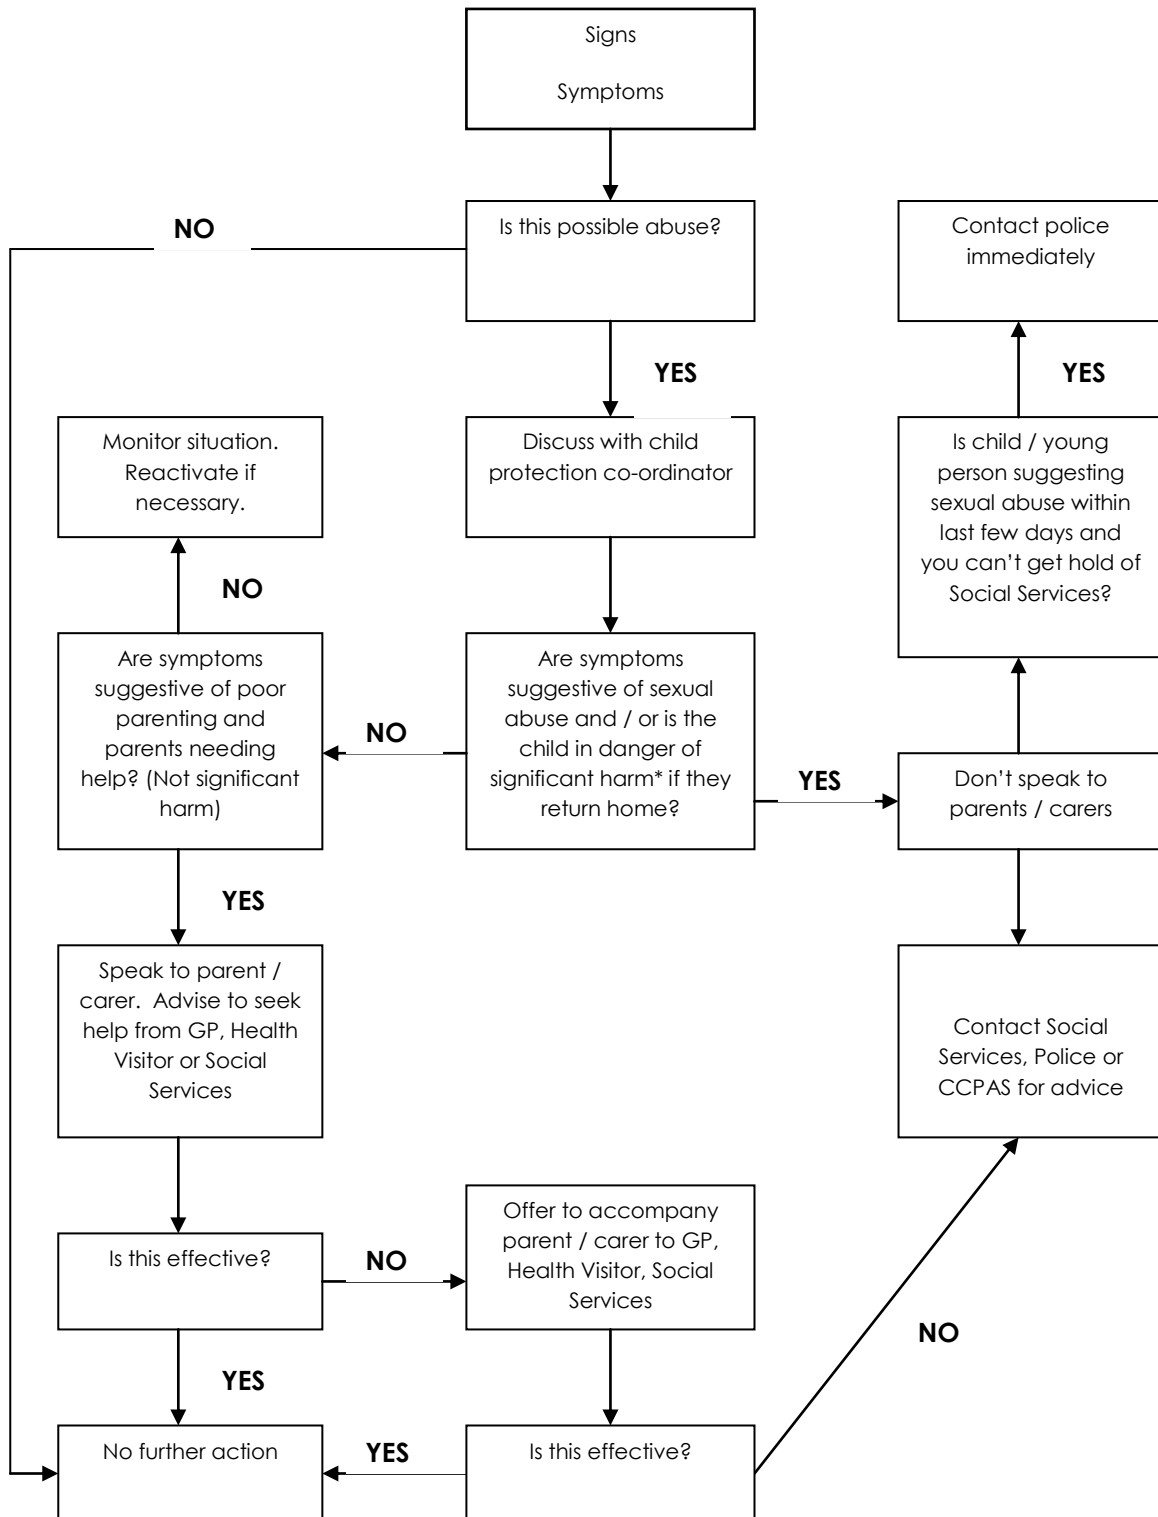 Signs
Symptoms
Is this possible abuse?
NO
Contact police
immediately
YES
YES
Monitor situation.
Reactivate if
necessary.
Discuss with child
protection co-ordinator
Is child / young
person suggesting
sexual abuse within
last few days and
you can’t get hold of
Social Services?
NO
Are symptoms
suggestive of poor
parenting and
parents needing
help? (Not significant
harm)
NO
Are symptoms
suggestive of sexual
abuse and / or is the
child in danger of
significant harm* if they
return home?
YES
Don’t speak to
parents / carers
YES
Speak to parent /
carer.  Advise to seek
help from GP, Health
Visitor or Social
Services
Contact Social
Services, Police or
CCPAS for advice
Is this effective?
NO
Offer to accompany
parent / carer to GP,
Health Visitor, Social
Services
NO
YES
No further action
YES
Is this effective?